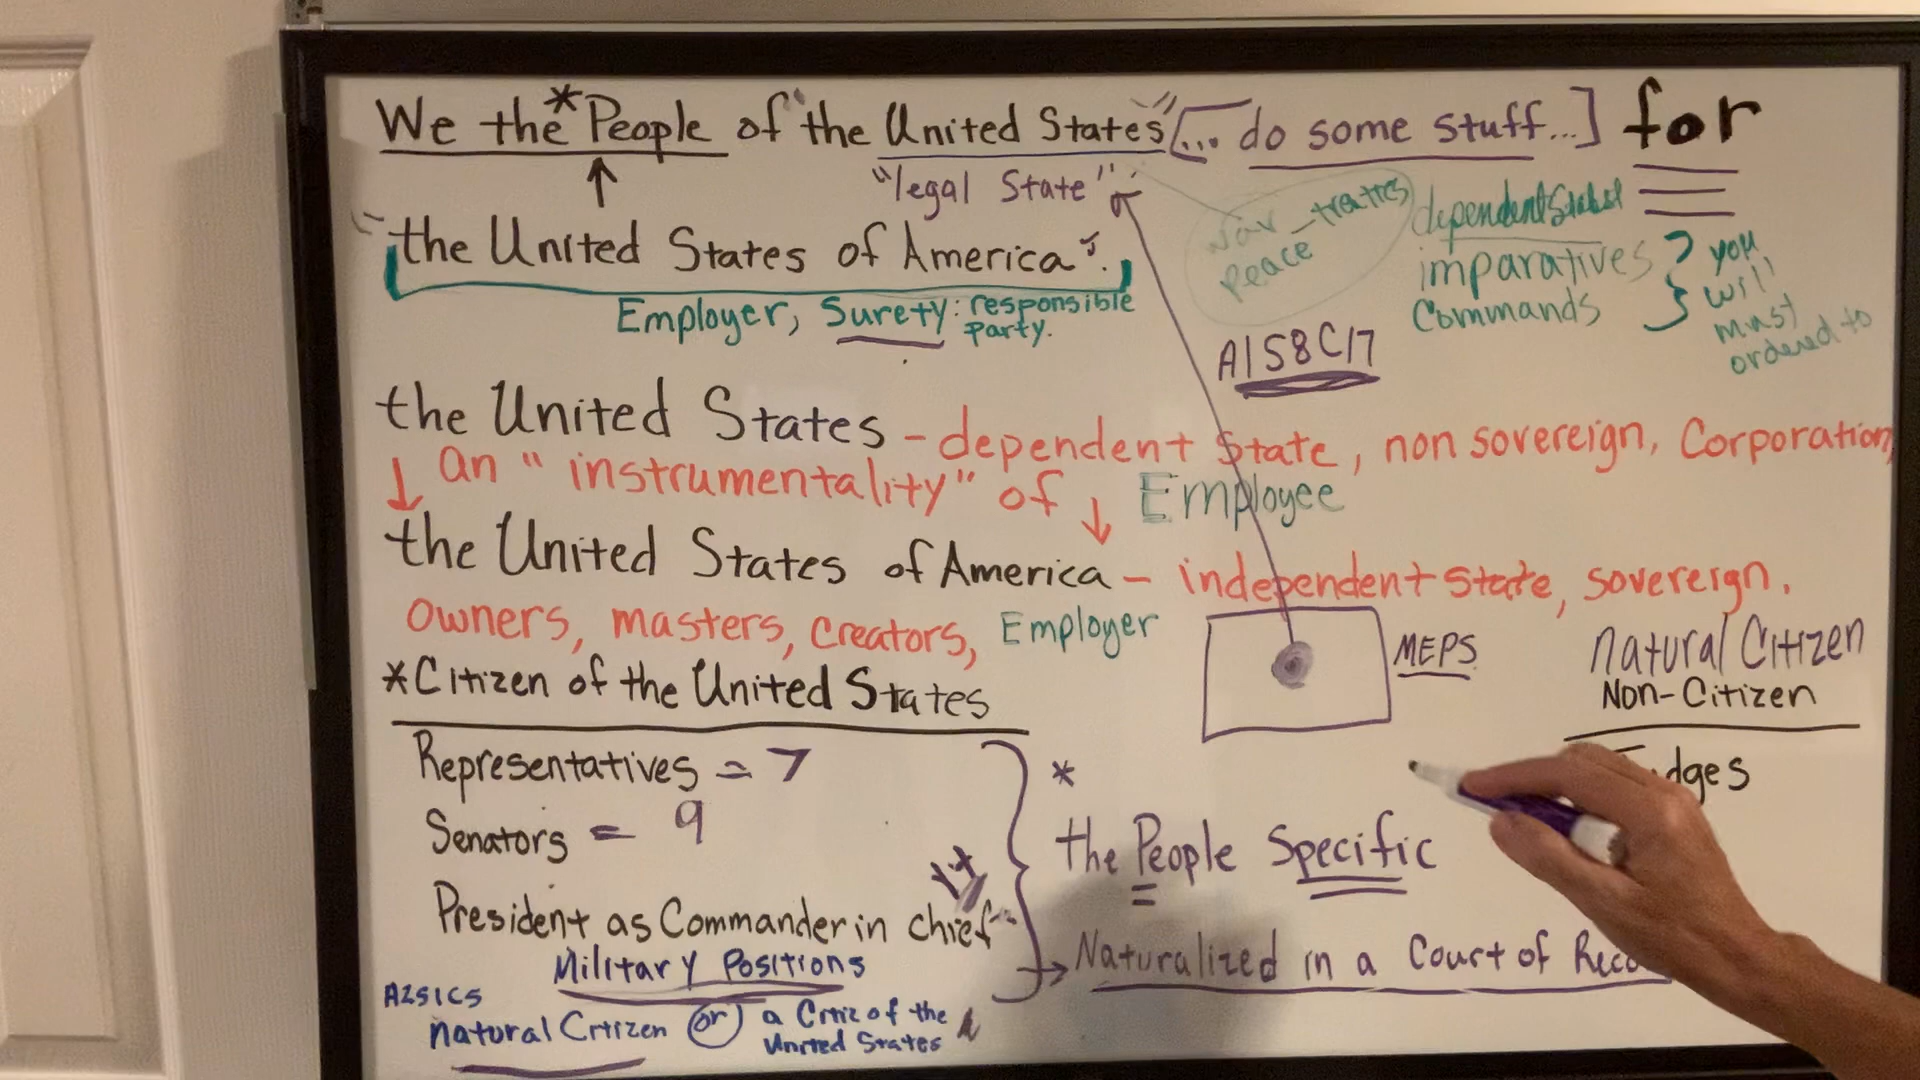 We the* People of "the United States" [... do some stuff...] for
"legal State"
"the United States of America".
Employer, Surety: responsible party.
war treaties
peace
dependent State
imparatives
Commands
you
will
must
ordered to
A1S8C17
the United States - dependent State, non sovereign, Corporation,
↓ an "instrumentality" of ↓ Employee
the United States of America - independent State, sovereign,
owners, masters, creators, Employer
*Citizen of the United States
Representatives = 7
Senators = 9
President as Commander in chief
14
Military Positions
A2S1C5
natural Citizen or a Citiz of the United States
MEPS
natural Citizen
Non-Citizen
*
the People Specific
Naturalized in a Court of